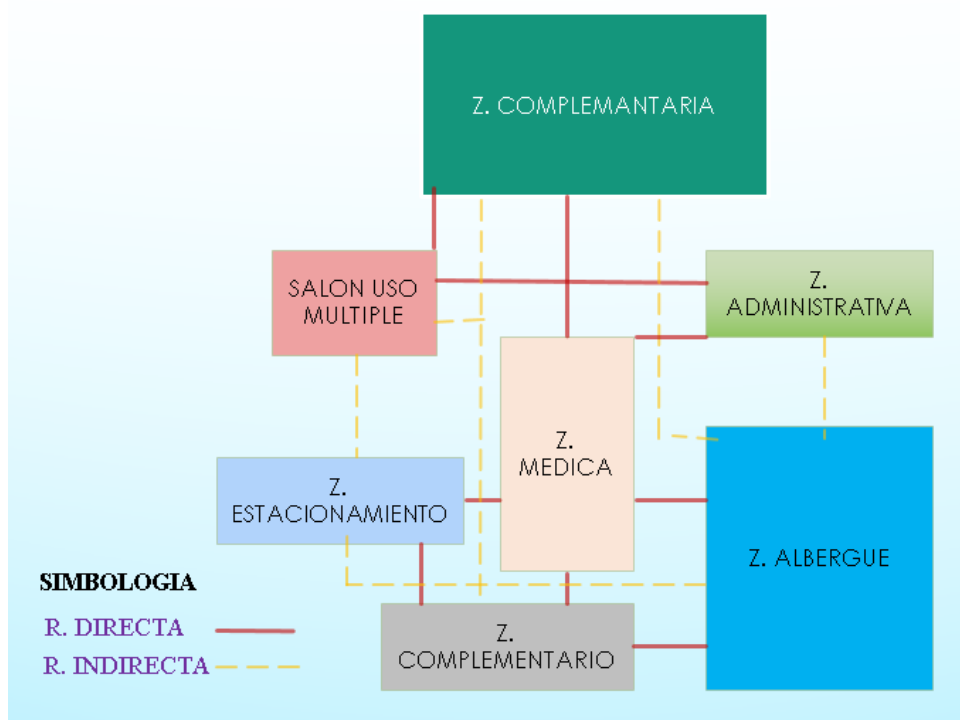 Z. COMPLEMANTARIA
SALON USO
MULTIPLE
Z.
ADMINISTRATIVA
Z.
MEDICA
Z.
ESTACIONAMIENTO
Z. ALBERGUE
SIMBOLOGIA
R. DIRECTA
R. INDIRECTA
Z.
COMPLEMENTARIO